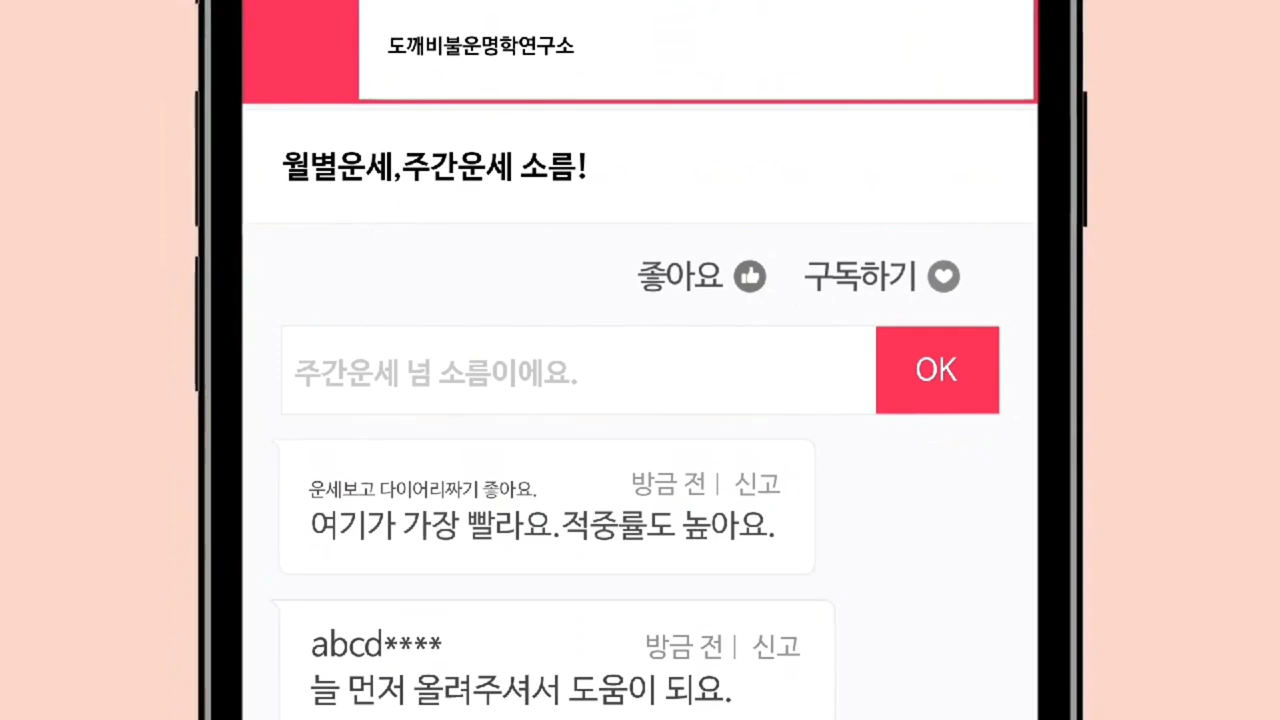 도깨비불운명학연구소
월별운세,주간운세 소름!
좋아요 구독하기
주간운세 넘 소름이에요. OK
운세보고 다이어리짜기 좋아요. 방금 전| 신고
여기가 가장 빨라요.적중률도 높아요.
abcd**** 방금 전| 신고
늘 먼저 올려주셔서 도움이 되요.